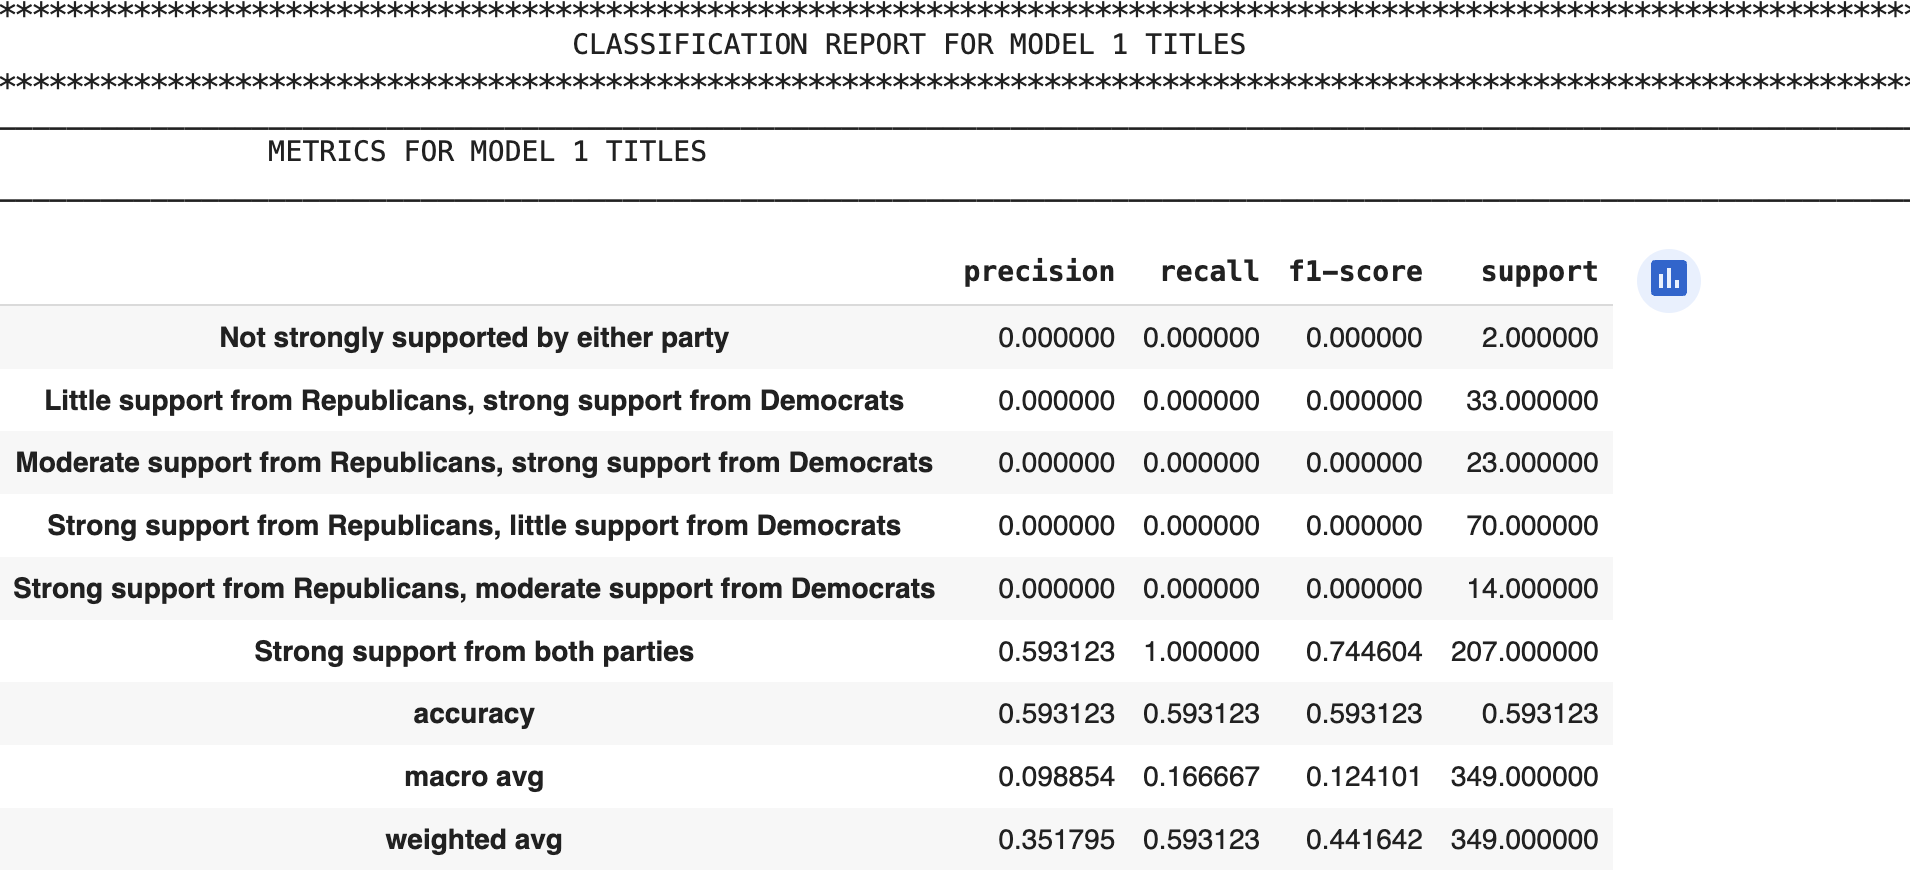 *****************************************************************************************************************
CLASSIFICATION REPORT FOR MODEL 1 TITLES
*****************************************************************************************************************
METRICS FOR MODEL 1 TITLES
precision recall f1-score support
Not strongly supported by either party 0.000000 0.000000 0.000000 2.000000
Little support from Republicans, strong support from Democrats 0.000000 0.000000 0.000000 33.000000
Moderate support from Republicans, strong support from Democrats 0.000000 0.000000 0.000000 23.000000
Strong support from Republicans, little support from Democrats 0.000000 0.000000 0.000000 70.000000
Strong support from Republicans, moderate support from Democrats 0.000000 0.000000 0.000000 14.000000
Strong support from both parties 0.593123 1.000000 0.744604 207.000000
accuracy 0.593123 0.593123 0.593123 0.593123
macro avg 0.098854 0.166667 0.124101 349.000000
weighted avg 0.351795 0.593123 0.441642 349.000000